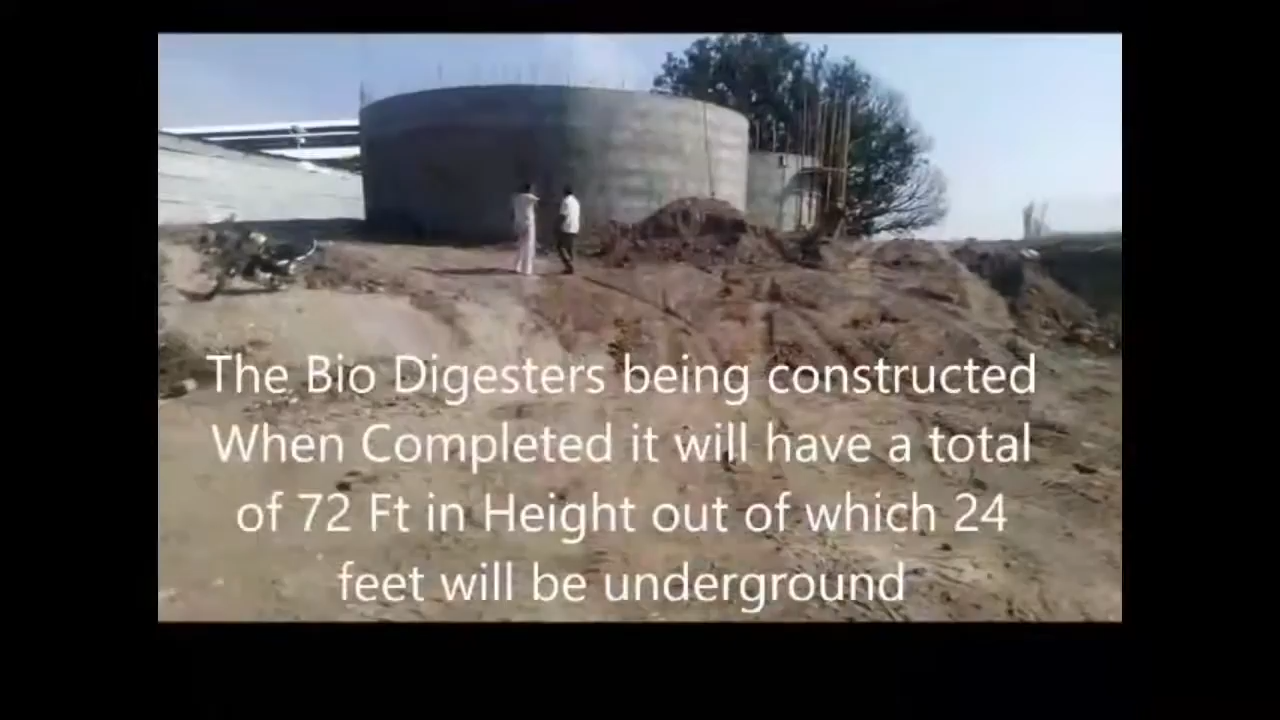 The Bio Digesters being constructed
When Completed it will have a total
of 72 Ft in Height out of which 24
feet will be underground